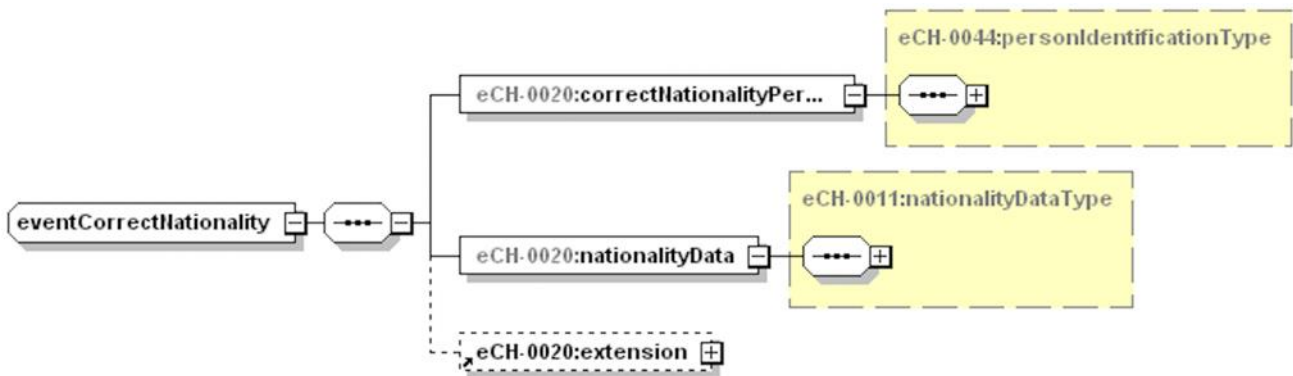 eCH-0044:personIdentificationType
eCH-0020:correctNationalityPer...
eCH-0011:nationalityDataType
eventCorrectNationality
eCH-0020:nationalityData
eCH-0020:extension